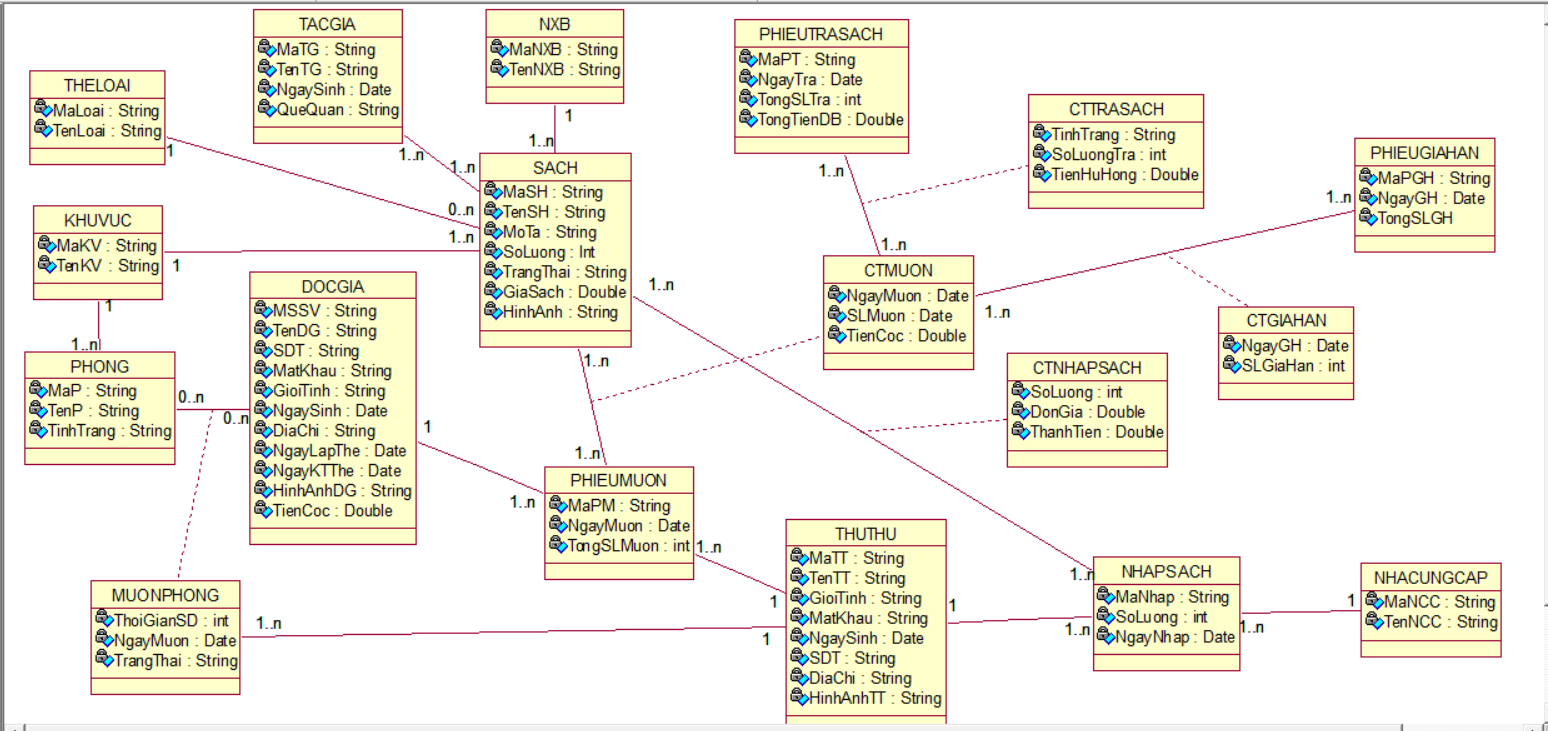 TACGIA
MaTG : String
TenTG : String
NgaySinh : Date
QueQuan : String
NXB
MaNXB : String
TenNXB : String
PHIEUTRASACH
MaPT : String
NgayTra : Date
TongSLTra : int
TongTienDB : Double
THELOAI
MaLoai : String
TenLoai : String
CTTRASACH
TinhTrang : String
SoLuongTra : int
TienHuHong : Double
PHIEUGIAHAN
MaPGH : String
NgayGH : Date
TongSLGH
1
1..n
1
1..n
1..n
0..n
1..n
1..n
1..n
1..n
SACH
MaSH : String
TenSH : String
MoTa : String
SoLuong : Int
TrangThai : String
GiaSach : Double
HinhAnh : String
KHUVUC
MaKV : String
TenKV : String
1
1
1..n
1..n
1..n
1..n
CTMUON
NgayMuon : Date
SLMuon : Date
TienCoc : Double
DOCGIA
MSSV : String
TenDG : String
SDT : String
MatKhau : String
GioiTinh : String
NgaySinh : Date
DiaChi : String
NgayLapThe : Date
NgayKTThe : Date
HinhAnhDG : String
TienCoc : Double
CTGIAHAN
NgayGH : Date
SLGiaHan : int
PHONG
MaP : String
TenP : String
TinhTrang : String
0..n
0..n
CTNHAPSACH
SoLuong : int
DonGia : Double
ThanhTien : Double
1
1..n
1..n
PHIEUMUON
MaPM : String
NgayMuon : Date
TongSLMuon : int
1..n
1
THUTHU
MaTT : String
TenTT : String
GioiTinh : String
MatKhau : String
NgaySinh : Date
SDT : String
DiaChi : String
HinhAnhTT : String
1..n
1
1..n
NHAPSACH
MaNhap : String
SoLuong : int
NgayNhap : Date
1..n
1
NHACUNGCAP
MaNCC : String
TenNCC : String
MUONPHONG
ThoiGianSD : int
NgayMuon : Date
TrangThai : String
1..n
1